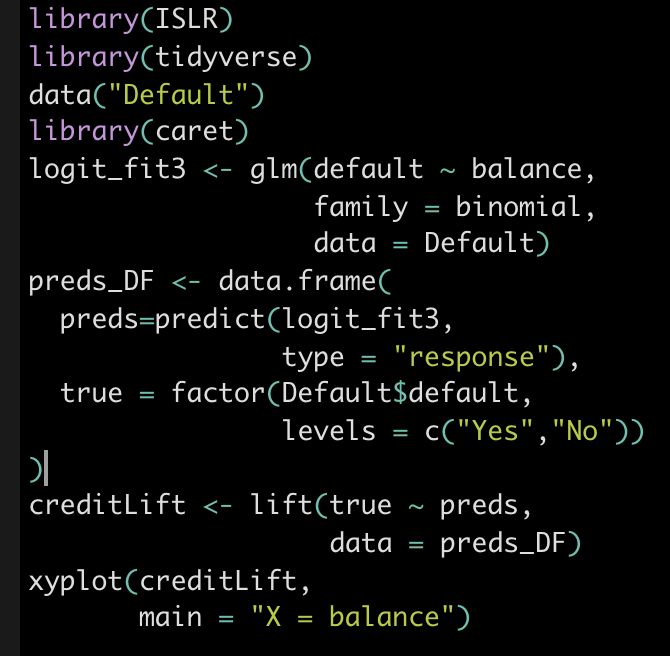 library(ISLR)
library(tidyverse)
data("Default")
library(caret)
logit_fit3 <- glm(default ~ balance,
                  family = binomial,
                  data = Default)
preds_DF <- data.frame(
  preds=predict(logit_fit3,
                type = "response"),
  true = factor(Default$default,
                levels = c("Yes","No"))
)
creditLift <- lift(true ~ preds,
                   data = preds_DF)
xyplot(creditLift,
       main = "X = balance")